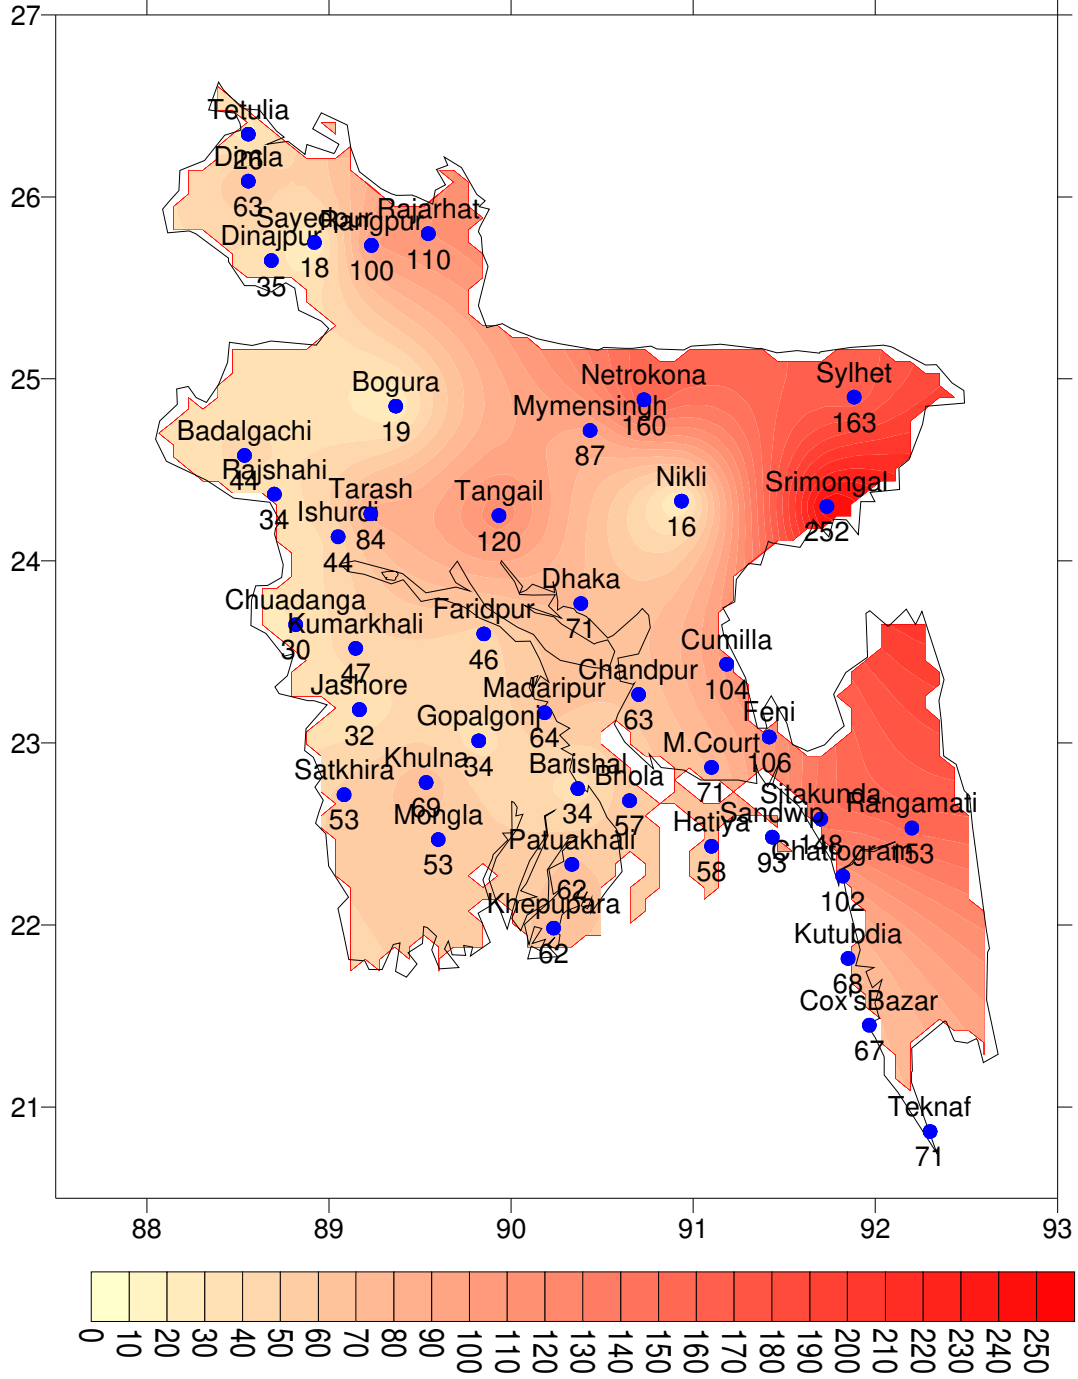 27
26
25
24
23
22
21
88
89
90
91
92
93
Tetulia
26
Dimla
63
Sayedpur
18
Rangpur
100
Rajarhat
110
Dinajpur
35
Bogura
19
Netrokona
160
Mymensingh
87
Sylhet
163
Badalgachi
44
Rajshahi
34
Tarash
84
Ishurdi
44
Tangail
120
Nikli
16
Srimongal
252
Dhaka
71
Chuadanga
30
Kumarkhali
47
Faridpur
46
Cumilla
104
Chandpur
63
Jashore
32
Madaripur
64
Gopalgonj
34
Feni
106
M.Court
71
Khulna
69
Satkhira
53
Barishal
34
Bhola
57
Mongla
53
Hatiya
58
Sandwip
93
Sitakunda
148
Rangamati
153
Patuakhali
62
Chattogram
102
Khepupara
62
Kutubdia
68
Cox'sBazar
67
Teknaf
71
0
10
20
30
40
50
60
70
80
90
100
110
120
130
140
150
160
170
180
190
200
210
220
230
240
250